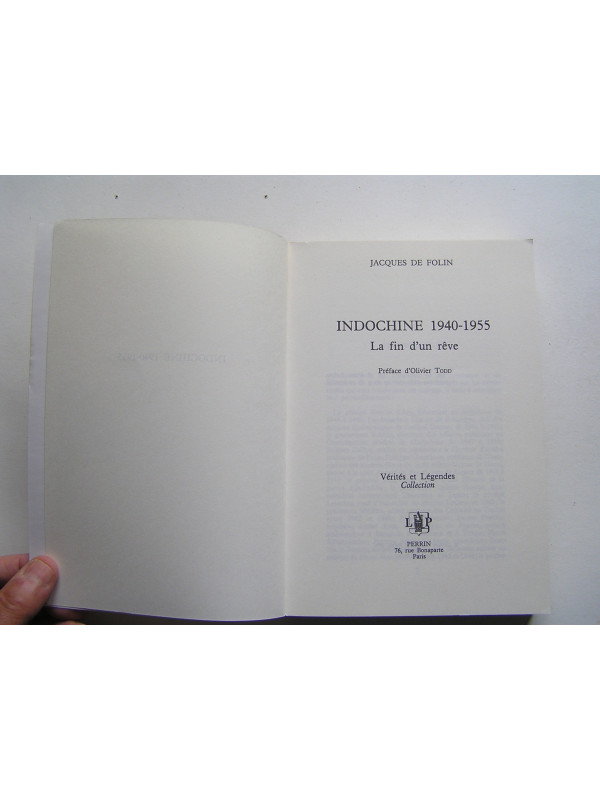 JACQUES DE FOLIN
INDOCHINE 1940-1955
La fin d'un rêve
Préface d'Olivier TODD
Vérités et Légendes
Collection
L P
PERRIN
76, rue Bonaparte
Paris